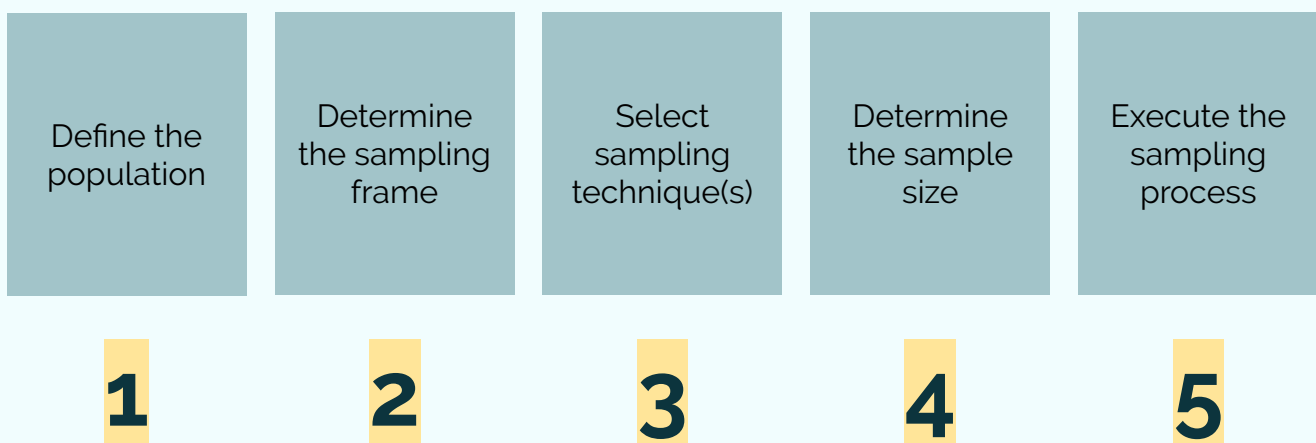 Define the
population
Determine
the sampling
frame
Select
sampling
technique(s)
Determine
the sample
size
Execute the
sampling
process
1
2
3
4
5